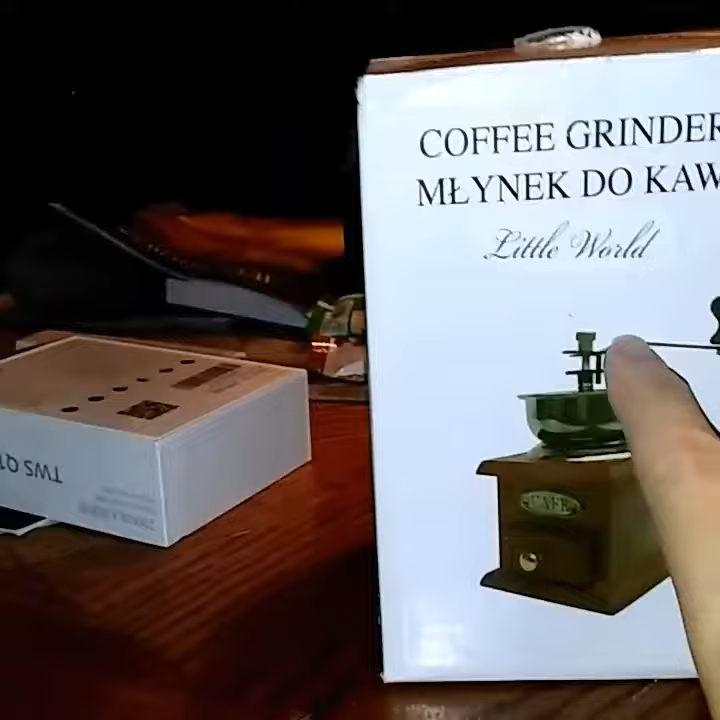 COFFEE GRINDER
MŁYNEK DO KAW
Little World
CAFE
TWS